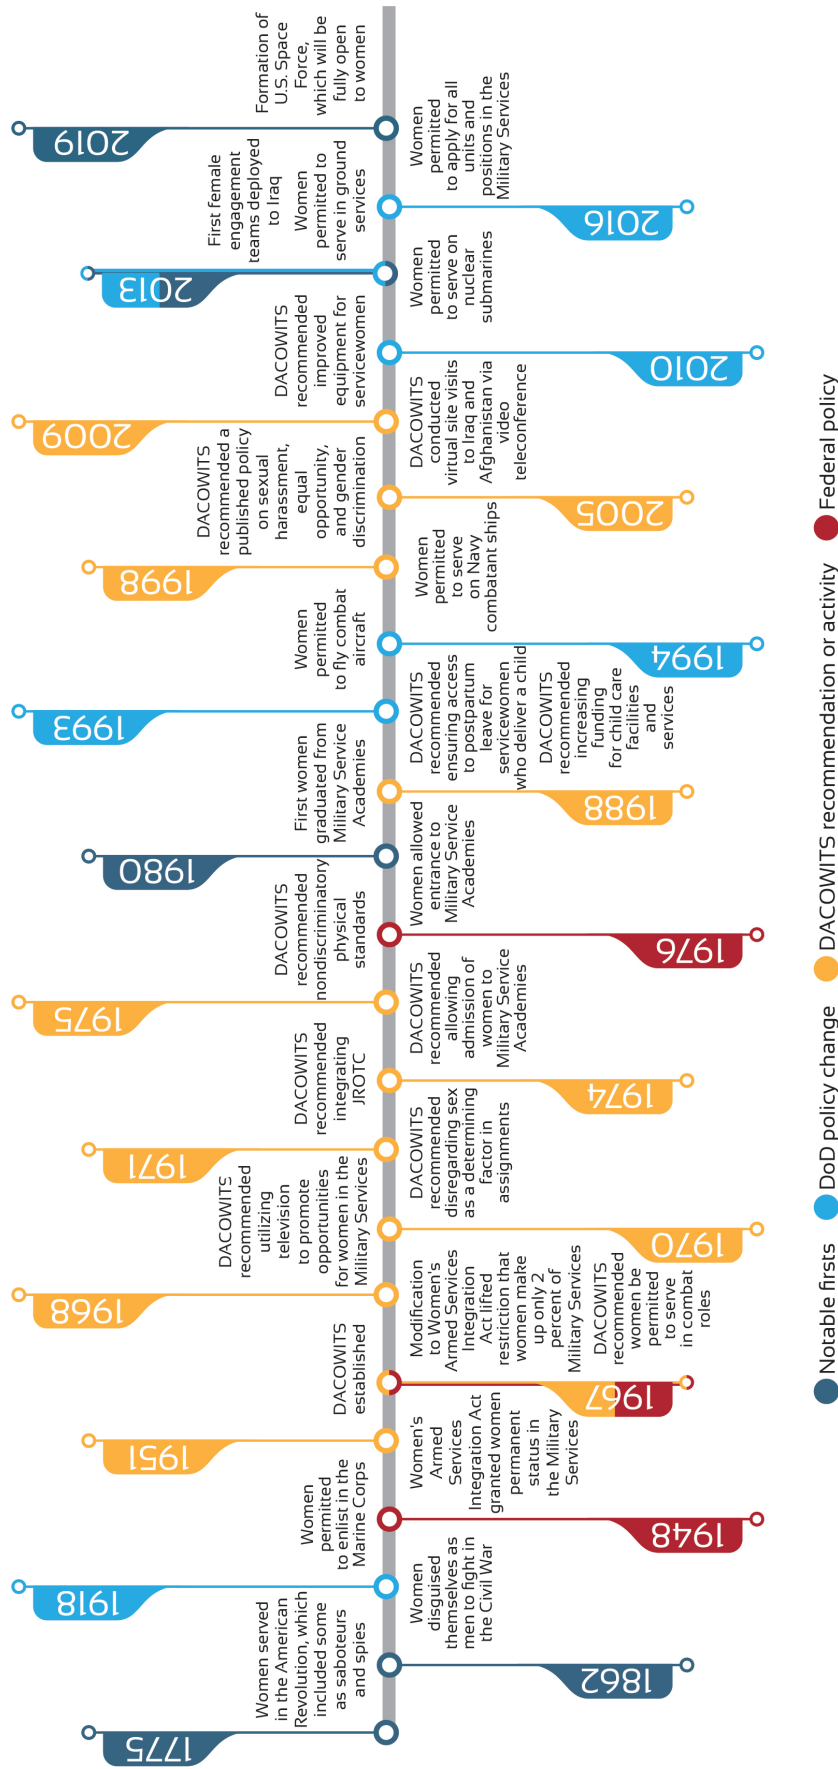 1775
Women served
in the American
Revolution, which
included some
as saboteurs
and spies
1862
Women
disguised
themselves as
men to fight in
the Civil War
1918
Women
permitted
to enlist in the
Marine Corps
1948
Women's
Armed
Services
Integration Act
granted women
permanent
status in
the Military
Services
1951
DACOWITS
established
1967
Modification
to Women's
Armed Services
Integration
Act lifted
restriction that
women make
up only 2
percent of
Military Services
DACOWITS
recommended
women be
permitted
to serve
in combat
roles
1968
DACOWITS
recommended
utilizing
television
to promote
opportunities
for women in the
Military Services
1970
DACOWITS
recommended
disregarding sex
as a determining
factor in
assignments
1971
DACOWITS
recommended
integrating
JROTC
1974
DACOWITS
recommended
allowing
admission of
women to
Military Service
Academies
1975
DACOWITS
recommended
nondiscriminatory
physical
standards
1976
Women allowed
entrance to
Military Service
Academies
1980
First women
graduated from
Military Service
Academies
1988
DACOWITS
recommended
ensuring access
to postpartum
leave for
servicewomen
who deliver a child
DACOWITS
recommended
increasing
funding
for child care
facilities
and
services
1993
Women
permitted
to fly combat
aircraft
1994
Women
permitted
to serve
on Navy
combatant ships
1998
DACOWITS
recommended a
published policy
on sexual
harassment,
equal
opportunity,
and gender
discrimination
2005
DACOWITS
conducted
virtual site visits
to Iraq and
Afghanistan via
video
teleconference
2009
DACOWITS
recommended
improved
equipment for
servicewomen
2010
Women
permitted
to serve on
nuclear
submarines
2013
First female
engagement
teams deployed
to Iraq
Women
permitted to
serve in ground
services
2016
Women
permitted
to apply for all
units and
positions in the
Military Services
2019
Formation of
U.S. Space
Force,
which will be
fully open
to women
Notable firsts
DoD policy change
DACOWITS recommendation or activity
Federal policy